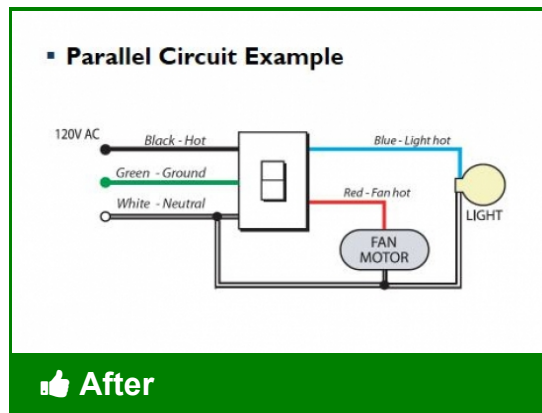 ▪ Parallel Circuit Example
120V AC
Black - Hot
Blue - Light hot
Green - Ground
Red - Fan hot
White - Neutral
LIGHT
FAN
MOTOR
After